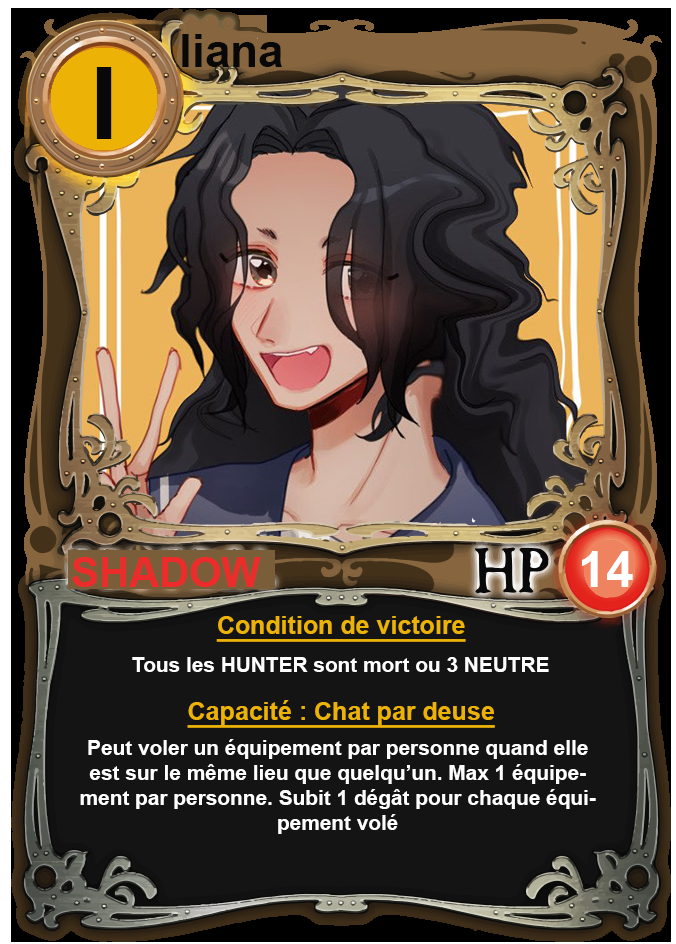 I
liana
SHADOW
HP 14
Condition de victoire
Tous les HUNTER sont mort ou 3 NEUTRE
Capacité : Chat par deuse
Peut voler un équipement par personne quand elle
est sur le même lieu que quelqu’un. Max 1 équipe-
ment par personne. Subit 1 dégât pour chaque équi-
pement volé